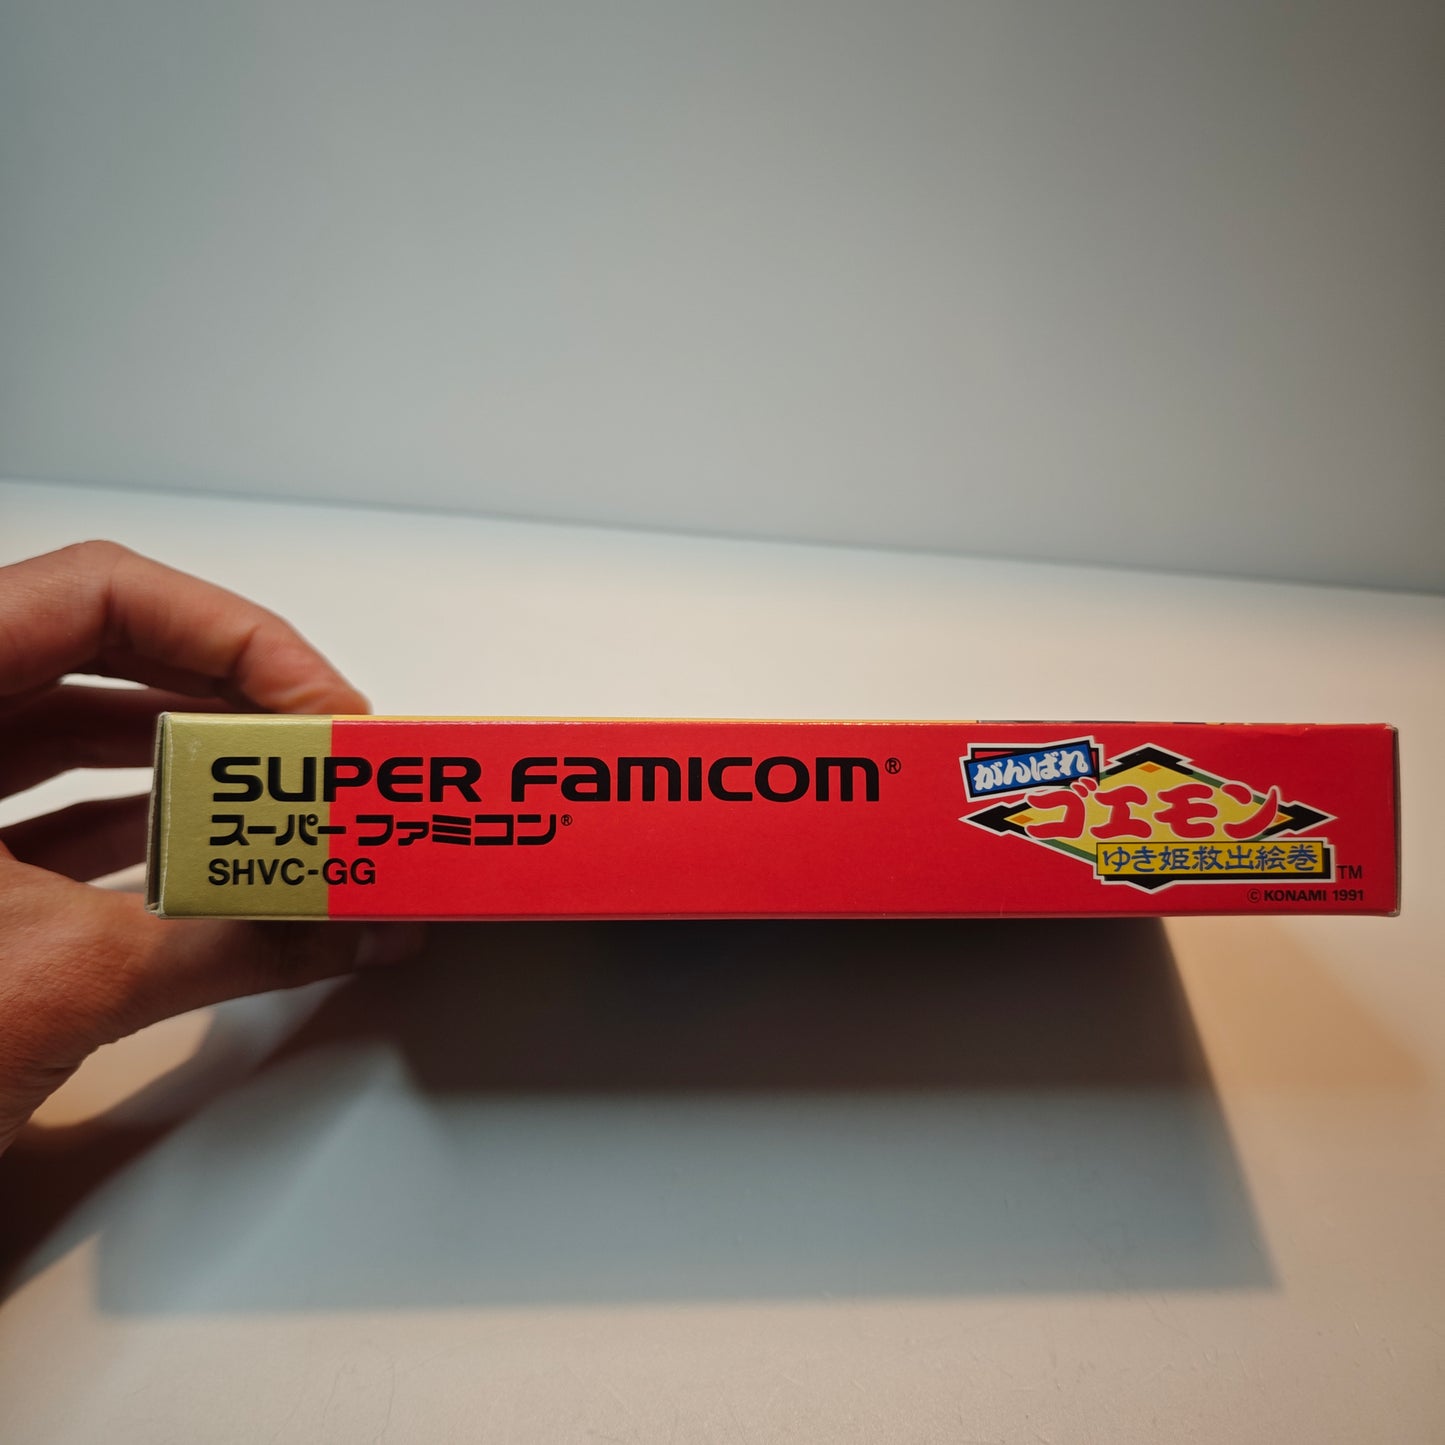 SUPER FAMICOM®
スーパーファミコン®
SHVC-GG
がんばれ
ゴエモン
ゆき姫救出絵巻
TM
©KONAMI 1991